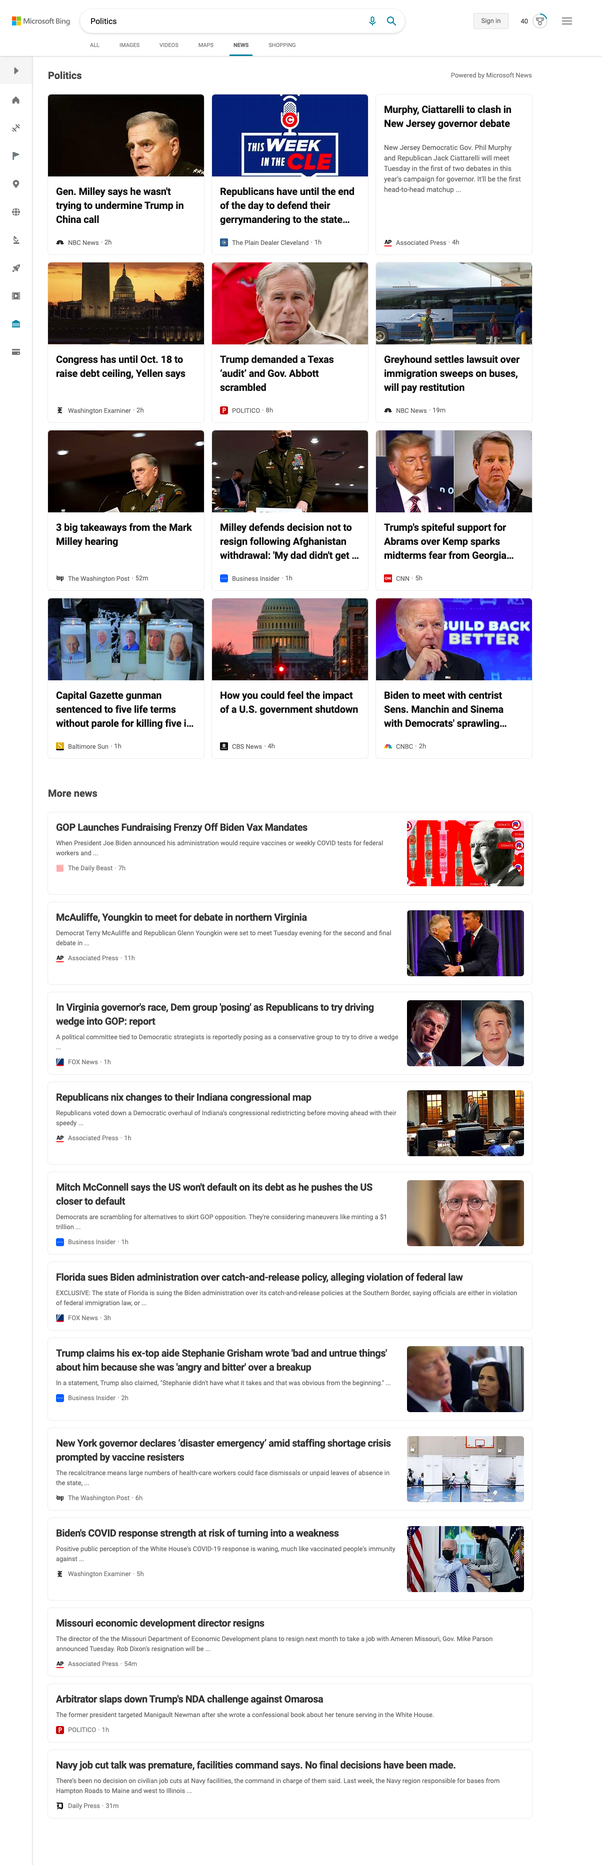 Microsoft Bing
Politics
Sign in
40
ALL
IMAGES
VIDEOS
MAPS
NEWS
SHOPPING
Politics
Powered by Microsoft News
Gen. Milley says he wasn't
trying to undermine Trump in
China call
NBC News · 2h
THIS WEEK
IN THE CLE
Republicans have until the end
of the day to defend their
gerrymandering to the state...
The Plain Dealer Cleveland · 1h
Murphy, Ciattarelli to clash in
New Jersey governor debate
New Jersey Democratic Gov. Phil Murphy
and Republican Jack Ciattarelli will meet
Tuesday in the first of two debates in this
year's campaign for governor. It'll be the first
head-to-head matchup ...
AP Associated Press · 4h
Congress has until Oct. 18 to
raise debt ceiling, Yellen says
Washington Examiner · 2h
Trump demanded a Texas
‘audit’ and Gov. Abbott
scrambled
POLITICO · 8h
Greyhound settles lawsuit over
immigration sweeps on buses,
will pay restitution
NBC News · 19m
3 big takeaways from the Mark
Milley hearing
wp The Washington Post · 52m
Milley defends decision not to
resign following Afghanistan
withdrawal: 'My dad didn't get ...
Business Insider · 1h
Trump's spiteful support for
Abrams over Kemp sparks
midterms fear from Georgia...
CNN · 5h
Capital Gazette gunman
sentenced to five life terms
without parole for killing five i...
Baltimore Sun · 1h
How you could feel the impact
of a U.S. government shutdown
CBS News · 4h
BUILD BACK
BETTER
Biden to meet with centrist
Sens. Manchin and Sinema
with Democrats' sprawling...
CNBC · 2h
More news
GOP Launches Fundraising Frenzy Off Biden Vax Mandates
When President Joe Biden announced his administration would require vaccines or weekly COVID tests for federal
workers and ...
The Daily Beast · 7h
McAuliffe, Youngkin to meet for debate in northern Virginia
Democrat Terry McAuliffe and Republican Glenn Youngkin were set to meet Tuesday evening for the second and final
debate in ...
AP Associated Press · 11h
In Virginia governor's race, Dem group 'posing' as Republicans to try driving
wedge into GOP: report
A political committee tied to Democratic strategists is reportedly posing as a conservative group to try to drive a wedge
...
FOX News · 1h
Republicans nix changes to their Indiana congressional map
Republicans voted down a Democratic overhaul of Indiana's congressional redistricting before moving ahead with their
speedy ...
AP Associated Press · 1h
Mitch McConnell says the US won't default on its debt as he pushes the US
closer to default
Democrats are scrambling for alternatives to skirt GOP opposition. They're considering maneuvers like minting a $1
trillion ...
Business Insider · 1h
Florida sues Biden administration over catch-and-release policy, alleging violation of federal law
EXCLUSIVE: The state of Florida is suing the Biden administration over its catch-and-release policies at the Southern Border, saying officials are either in violation
of federal immigration law, or ...
FOX News · 3h
Trump claims his ex-top aide Stephanie Grisham wrote 'bad and untrue things'
about him because she was 'angry and bitter' over a breakup
In a statement, Trump also claimed, "Stephanie didn't have what it takes and that was obvious from the beginning." ...
Business Insider · 2h
New York governor declares ‘disaster emergency’ amid staffing shortage crisis
prompted by vaccine resisters
The recalcitrance means large numbers of health-care workers could face dismissals or unpaid leaves of absence in
the state, ...
wp The Washington Post · 6h
Biden's COVID response strength at risk of turning into a weakness
Positive public perception of the White House's COVID-19 response is waning, much like vaccinated people's immunity
against ...
Washington Examiner · 5h
Missouri economic development director resigns
The director of the the Missouri Department of Economic Development plans to resign next month to take a job with Ameren Missouri, Gov. Mike Parson
announced Tuesday. Rob Dixon's resignation will be ...
AP Associated Press · 54m
Arbitrator slaps down Trump's NDA challenge against Omarosa
The former president targeted Manigault Newman after she wrote a confessional book about her tenure serving in the White House.
POLITICO · 1h
Navy job cut talk was premature, facilities command says. No final decisions have been made.
There's been no decision on civilian job cuts at Navy facilities, the command in charge of them said. Last week, the Navy region responsible for bases from
Hampton Roads to Maine and west to Illinois ...
Daily Press · 31m